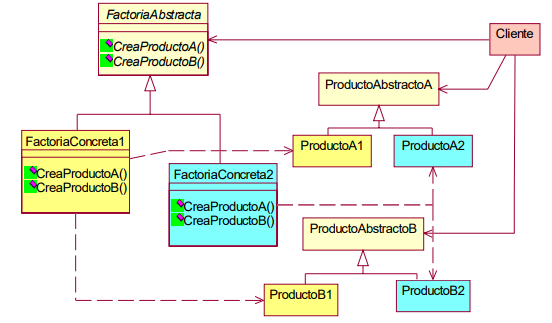 FactoriaAbstracta
CreaProductoA()
CreaProductoB()
Cliente
ProductoAbstractoA
FactoriaConcreta1
CreaProductoA()
CreaProductoB()
ProductoA1
ProductoA2
FactoriaConcreta2
CreaProductoA()
CreaProductoB()
ProductoAbstractoB
ProductoB1
ProductoB2